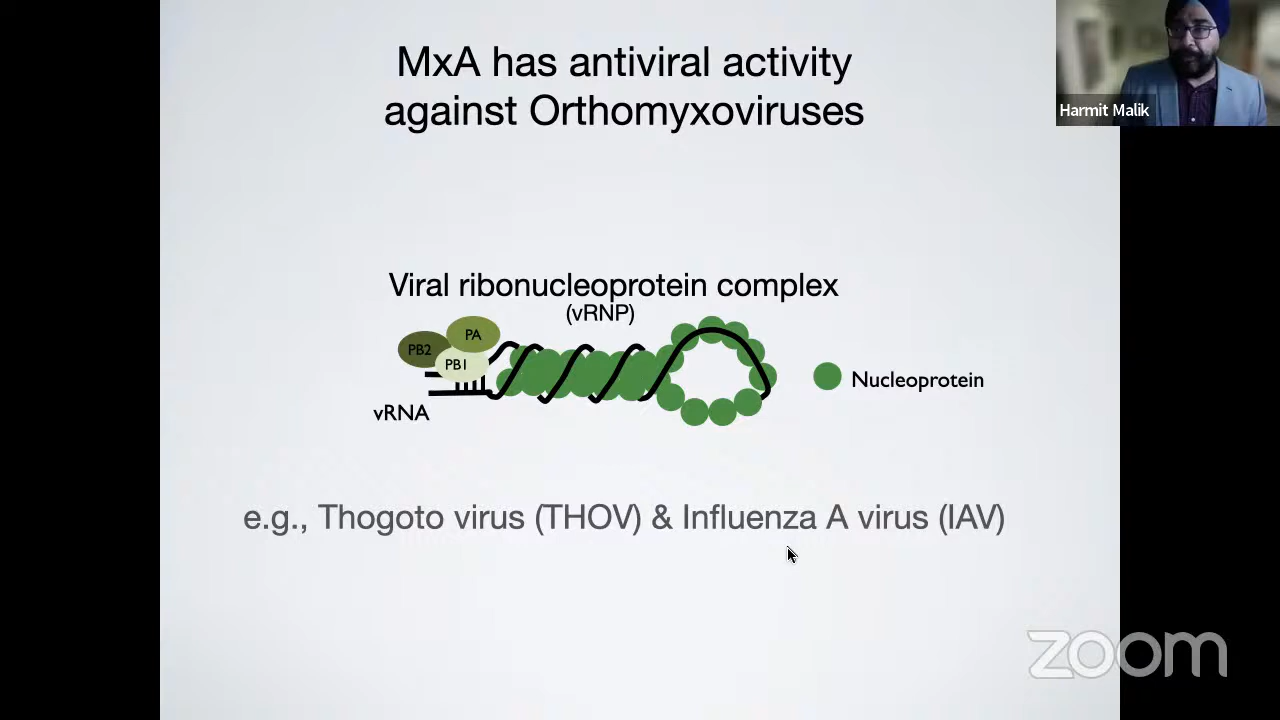 MxA has antiviral activity
against Orthomyxoviruses
Harmit Malik
Viral ribonucleoprotein complex
(vRNP)
PA
PB2
PB1
Nucleoprotein
vRNA
e.g., Thogoto virus (THOV) & Influenza A virus (IAV)
zoom